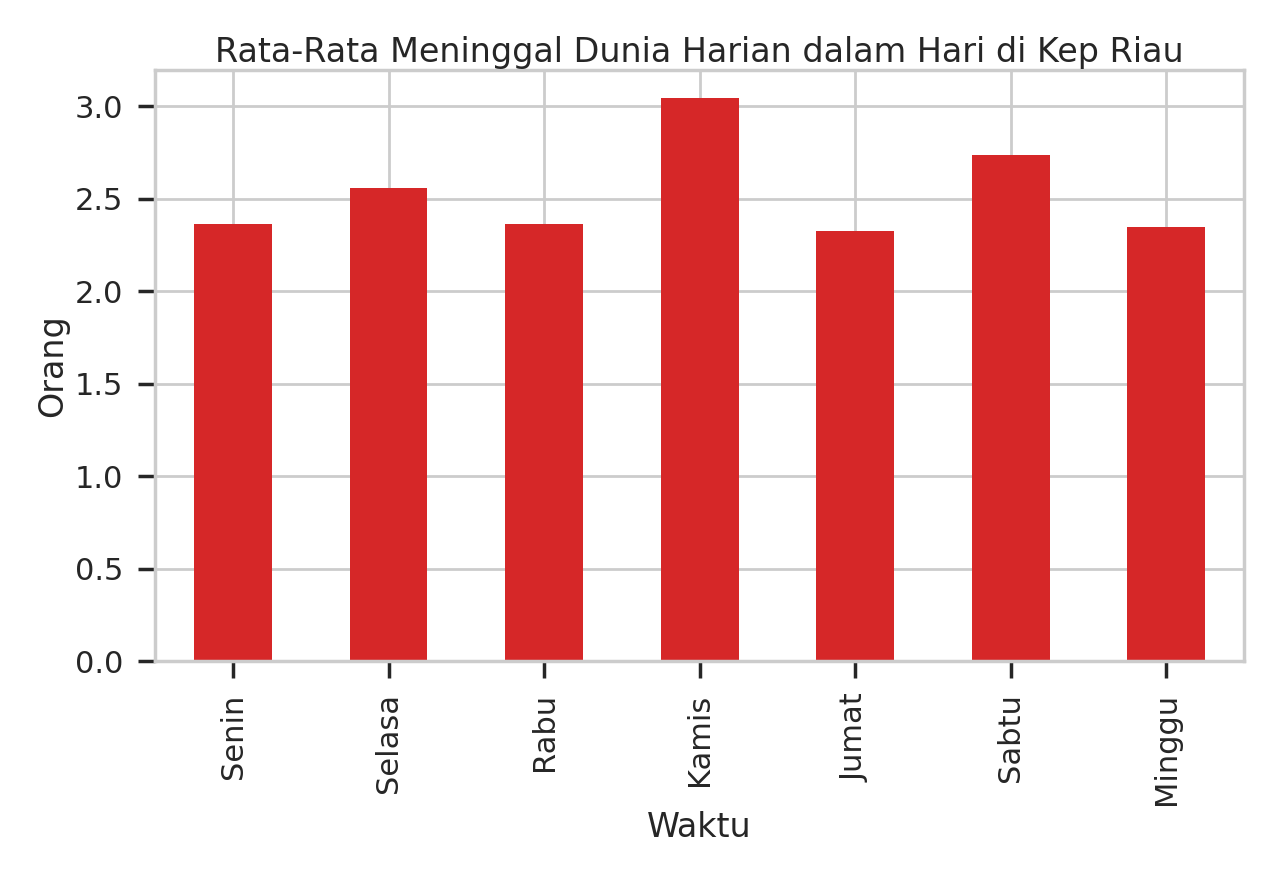 Rata-Rata Meninggal Dunia Harian dalam Hari di Kep Riau
3.0
2.5
2.0
1.5
1.0
0.5
0.0
Orang
Senin
Selasa
Rabu
Kamis
Jumat
Sabtu
Minggu
Waktu